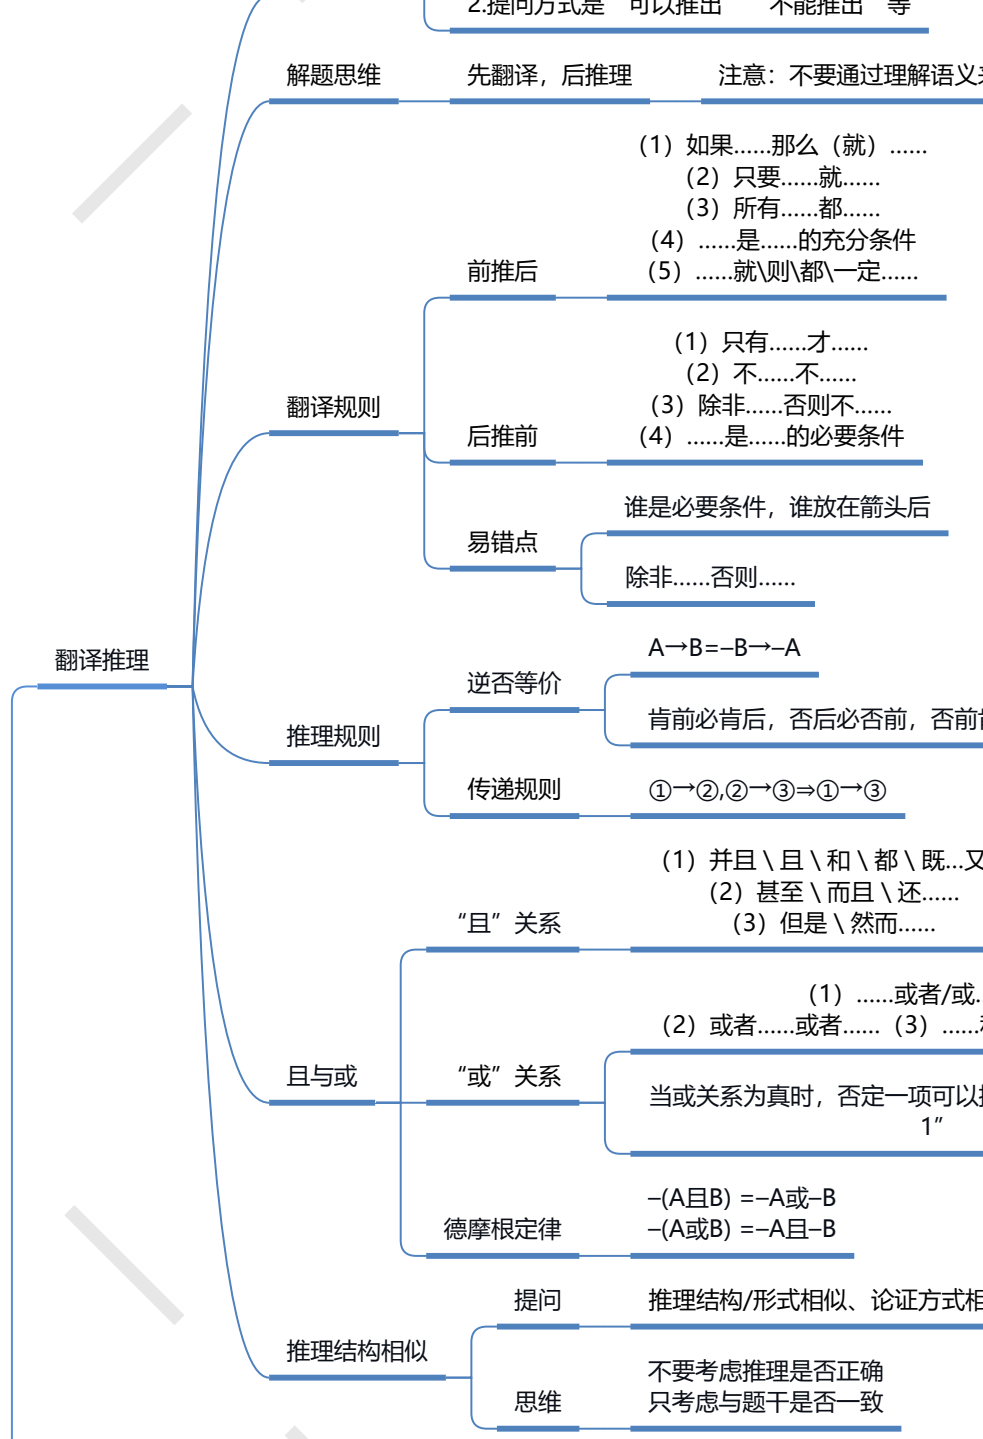 2.提问方式是 可以推出 不能推出 等
解题思维
先翻译，后推理
注意：不要通过理解语义
（1）如果……那么（就）……
（2）只要……就……
（3）所有……都……
（4）……是……的充分条件
（5）……就\则\都\一定……
前推后
（1）只有……才……
（2）不……不……
（3）除非……否则不……
（4）……是……的必要条件
后推前
翻译规则
谁是必要条件，谁放在箭头后
易错点
除非……否则……
翻译推理
A→B=–B→–A
逆否等价
肯前必肯后，否后必否前，否前
推理规则
传递规则
①→②,②→③⇒①→③
（1）并且 \ 且 \ 和 \ 都 \ 既…又
（2）甚至 \ 而且 \ 还……
（3）但是 \ 然而……
“且”关系
（1）……或者/或…
（2）或者……或者……（3）……
且与或
“或”关系
当或关系为真时，否定一项可以
1”
–(A且B) =–A或–B
–(A或B) =–A且–B
德摩根定律
提问
推理结构/形式相似、论证方式相
推理结构相似
不要考虑推理是否正确
只考虑与题干是否一致
思维